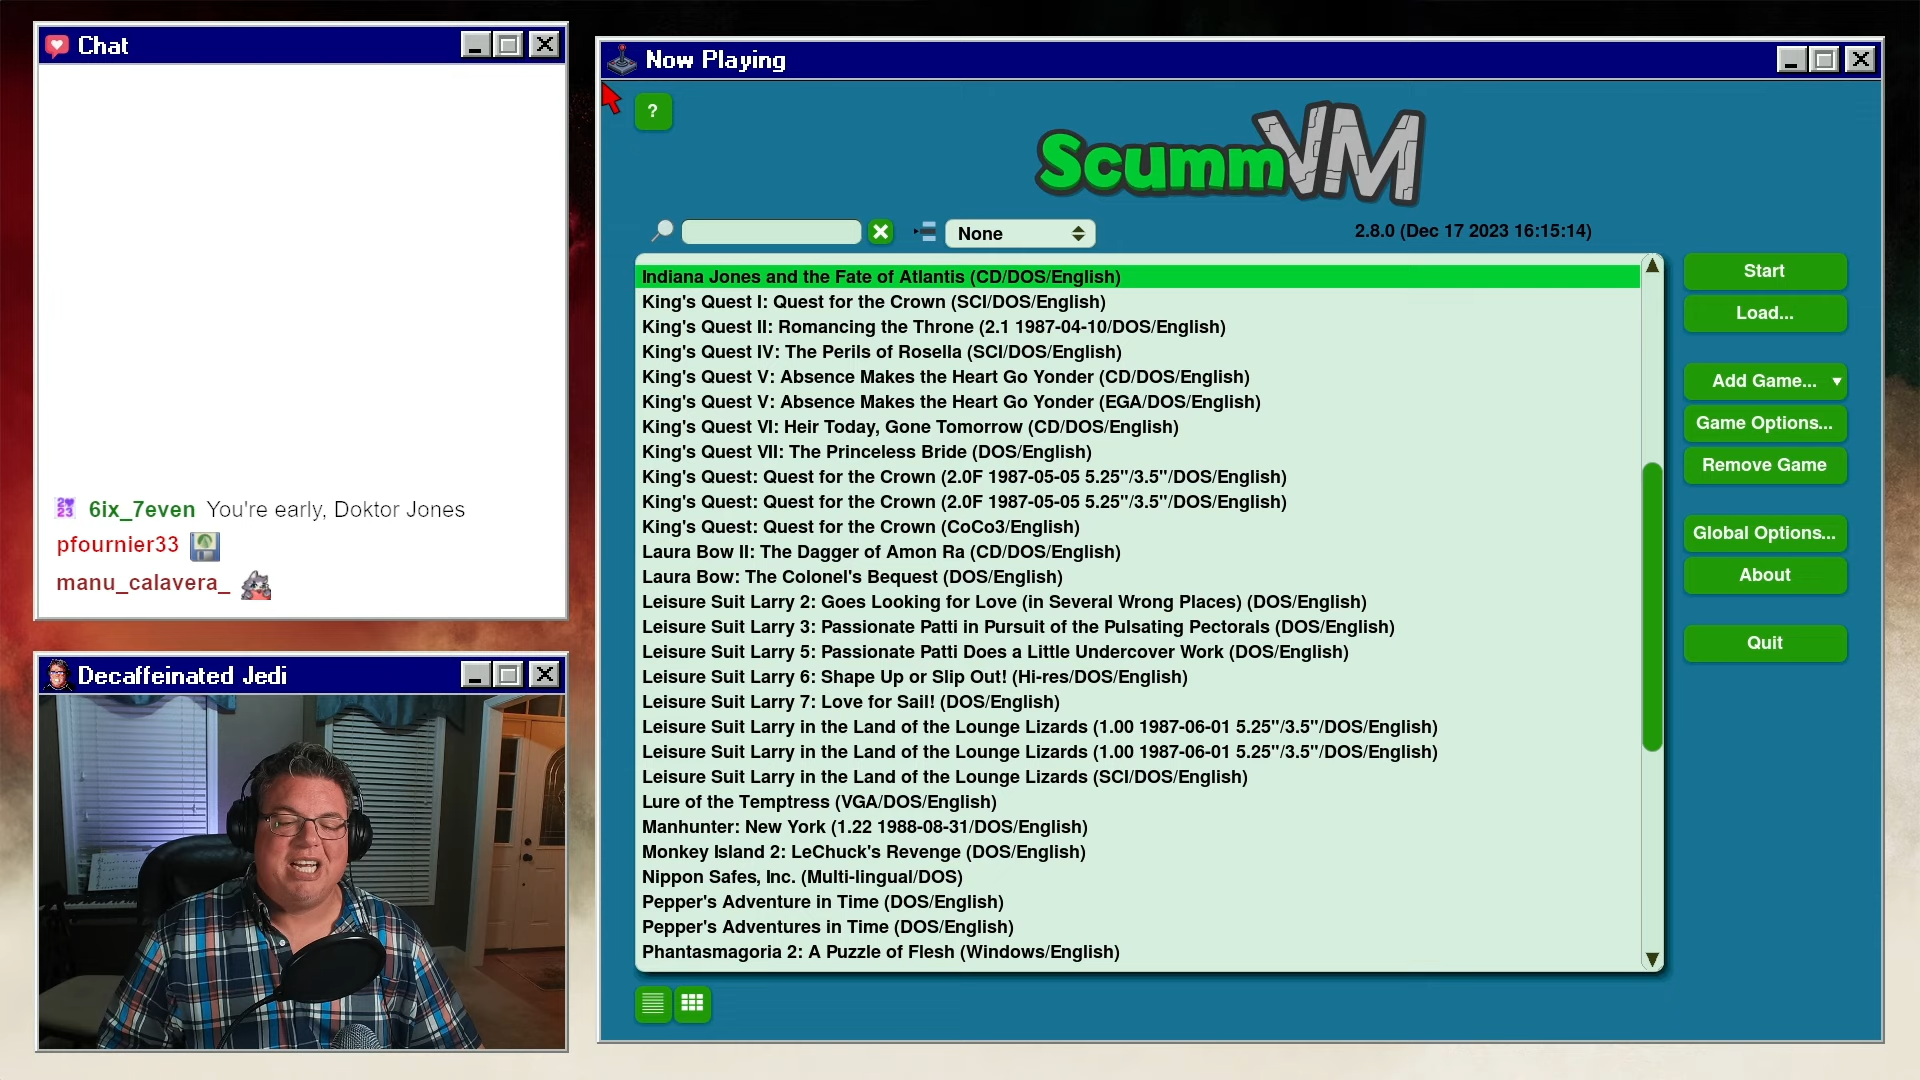 Chat
6ix_7even You're early, Doktor Jones
pfournier33
manu_calavera_
Decaffeinated Jedi
Now Playing
?
ScummVM
None
2.8.0 (Dec 17 2023 16:15:14)
Indiana Jones and the Fate of Atlantis (CD/DOS/English)
King's Quest I: Quest for the Crown (SCI/DOS/English)
King's Quest II: Romancing the Throne (2.1 1987-04-10/DOS/English)
King's Quest IV: The Perils of Rosella (SCI/DOS/English)
King's Quest V: Absence Makes the Heart Go Yonder (CD/DOS/English)
King's Quest V: Absence Makes the Heart Go Yonder (EGA/DOS/English)
King's Quest VI: Heir Today, Gone Tomorrow (CD/DOS/English)
King's Quest VII: The Princeless Bride (DOS/English)
King's Quest: Quest for the Crown (2.0F 1987-05-05 5.25"/3.5"/DOS/English)
King's Quest: Quest for the Crown (2.0F 1987-05-05 5.25"/3.5"/DOS/English)
King's Quest: Quest for the Crown (CoCo3/English)
Laura Bow II: The Dagger of Amon Ra (CD/DOS/English)
Laura Bow: The Colonel's Bequest (DOS/English)
Leisure Suit Larry 2: Goes Looking for Love (in Several Wrong Places) (DOS/English)
Leisure Suit Larry 3: Passionate Patti in Pursuit of the Pulsating Pectorals (DOS/English)
Leisure Suit Larry 5: Passionate Patti Does a Little Undercover Work (DOS/English)
Leisure Suit Larry 6: Shape Up or Slip Out! (Hi-res/DOS/English)
Leisure Suit Larry 7: Love for Sail! (DOS/English)
Leisure Suit Larry in the Land of the Lounge Lizards (1.00 1987-06-01 5.25"/3.5"/DOS/English)
Leisure Suit Larry in the Land of the Lounge Lizards (1.00 1987-06-01 5.25"/3.5"/DOS/English)
Leisure Suit Larry in the Land of the Lounge Lizards (SCI/DOS/English)
Lure of the Temptress (VGA/DOS/English)
Manhunter: New York (1.22 1988-08-31/DOS/English)
Monkey Island 2: LeChuck's Revenge (DOS/English)
Nippon Safes, Inc. (Multi-lingual/DOS)
Pepper's Adventure in Time (DOS/English)
Pepper's Adventures in Time (DOS/English)
Phantasmagoria 2: A Puzzle of Flesh (Windows/English)
Start
Load...
Add Game...
Game Options...
Remove Game
Global Options...
About
Quit